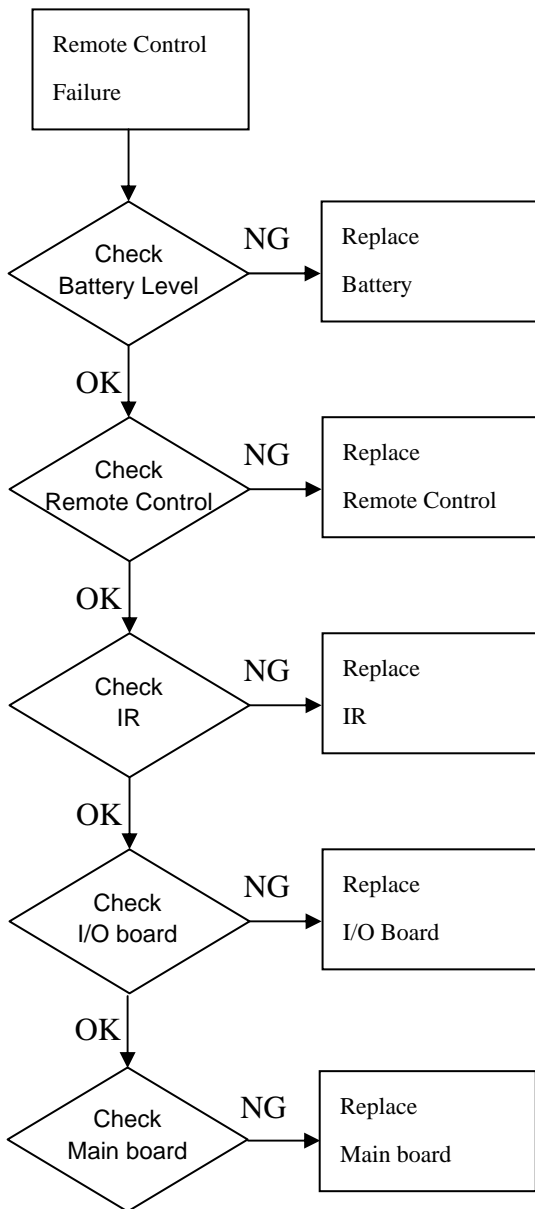 Remote Control
Failure
Check
Battery Level
NG
Replace
Battery
OK
Check
Remote Control
NG
Replace
Remote Control
OK
Check
IR
NG
Replace
IR
OK
Check
I/O board
NG
Replace
I/O Board
OK
Check
Main board
NG
Replace
Main board